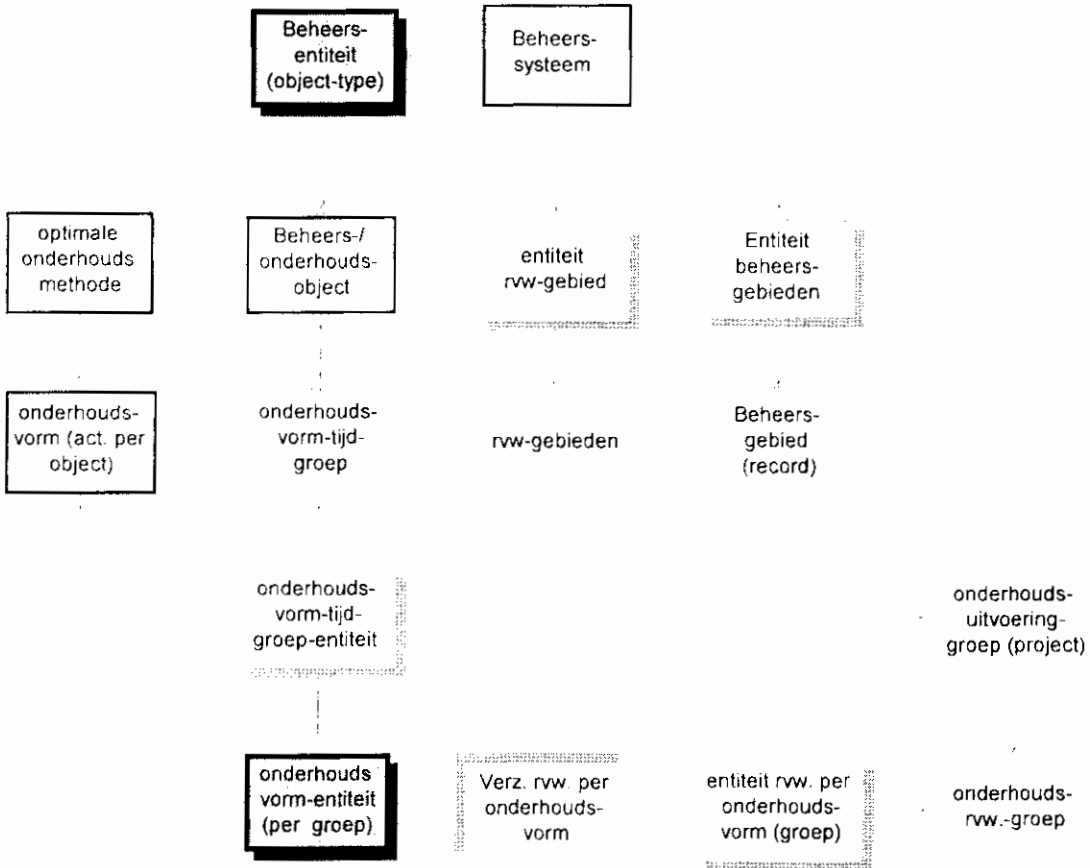 Beheers-
entiteit
(object-type)
Beheers-
systeem
optimale
onderhouds
methode
Beheers-/
onderhouds-
object
entiteit
rvw-gebied
Entiteit
beheers-
gebieden
onderhouds-
vorm (act. per
object)
onderhouds-
vorm-tijd-
groep
rvw-gebieden
Beheers-
gebied
(record)
onderhouds-
vorm-tijd-
groep-entiteit
onderhouds-
uitvoering-
groep (project)
onderhouds
vorm-entiteit
(per groep)
Verz. rvw. per
onderhouds-
vorm
entiteit rvw. per
onderhouds-
vorm (groep)
onderhouds-
rvw.-groep